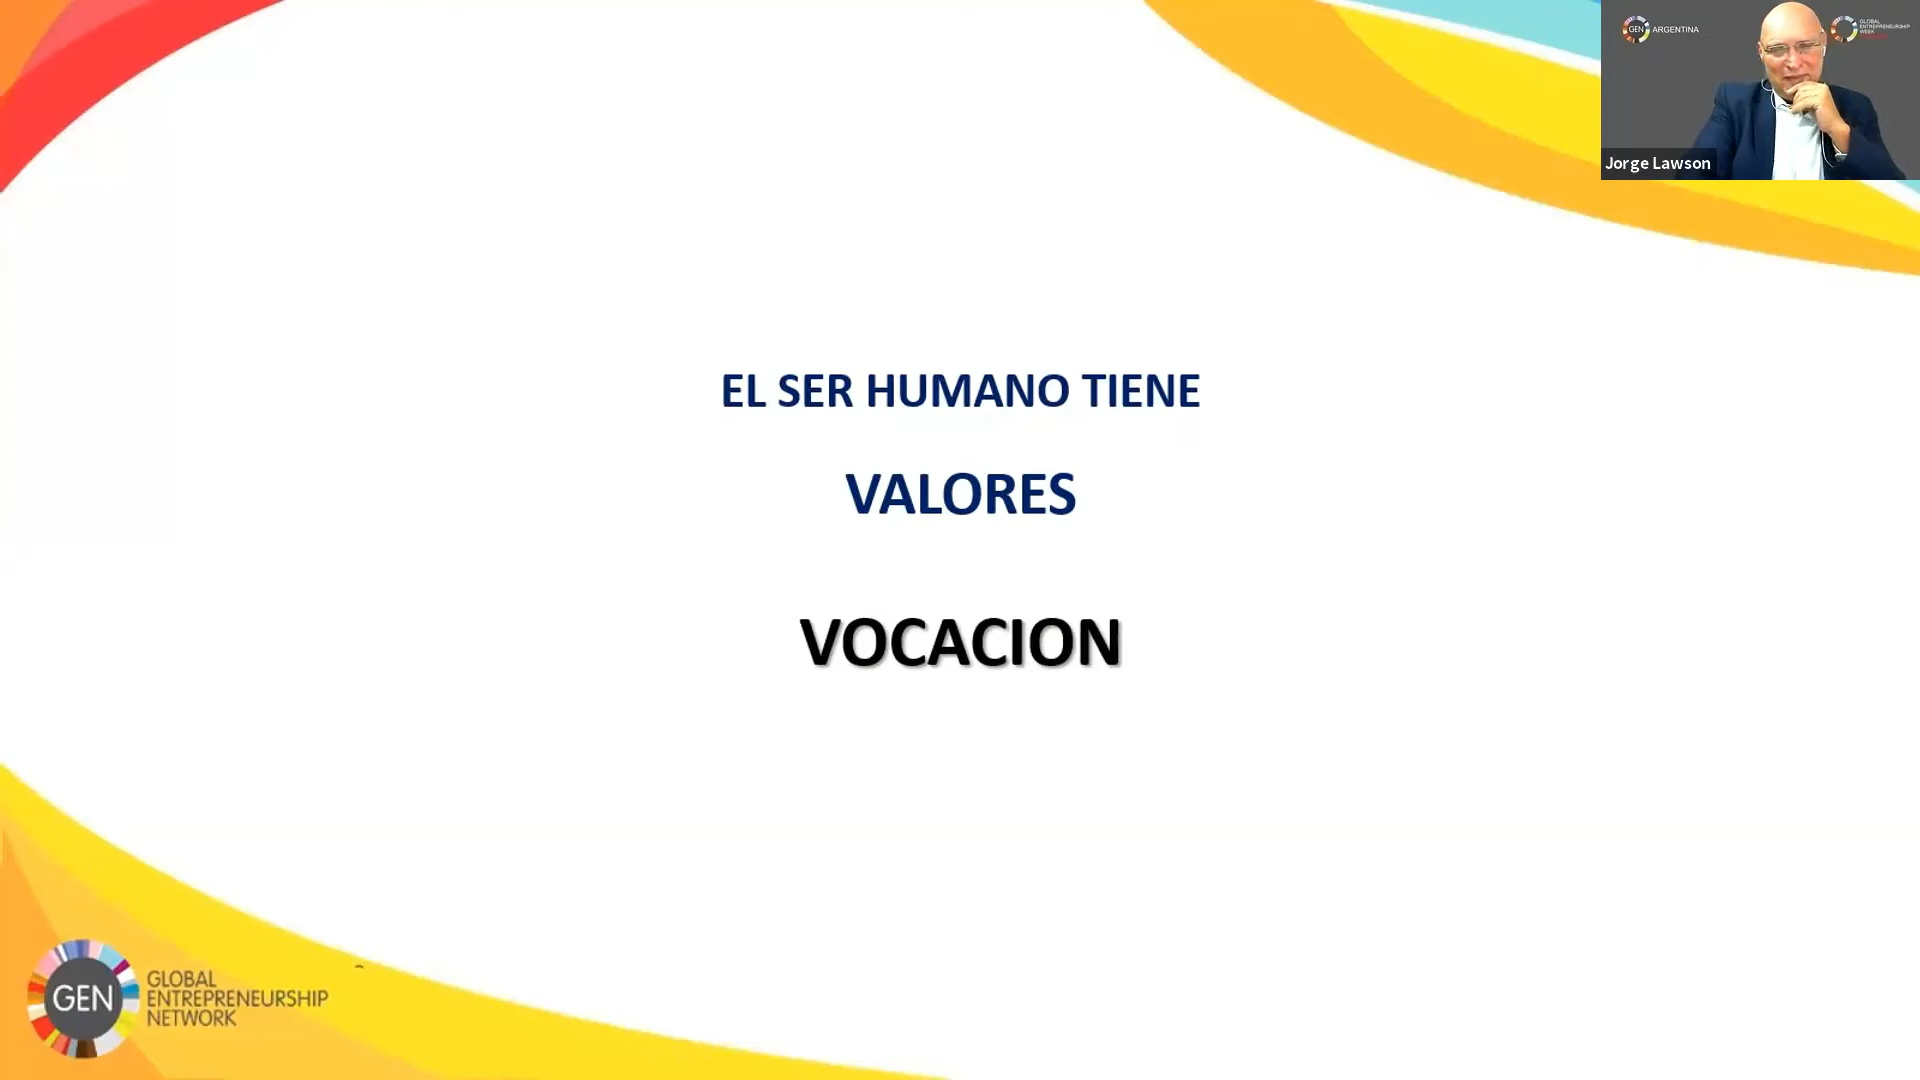 GEN ARGENTINA
GLOBAL
ENTREPRENEURSHIP
WEEK
Jorge Lawson
EL SER HUMANO TIENE
VALORES
VOCACION
GEN
GLOBAL
ENTREPRENEURSHIP
NETWORK